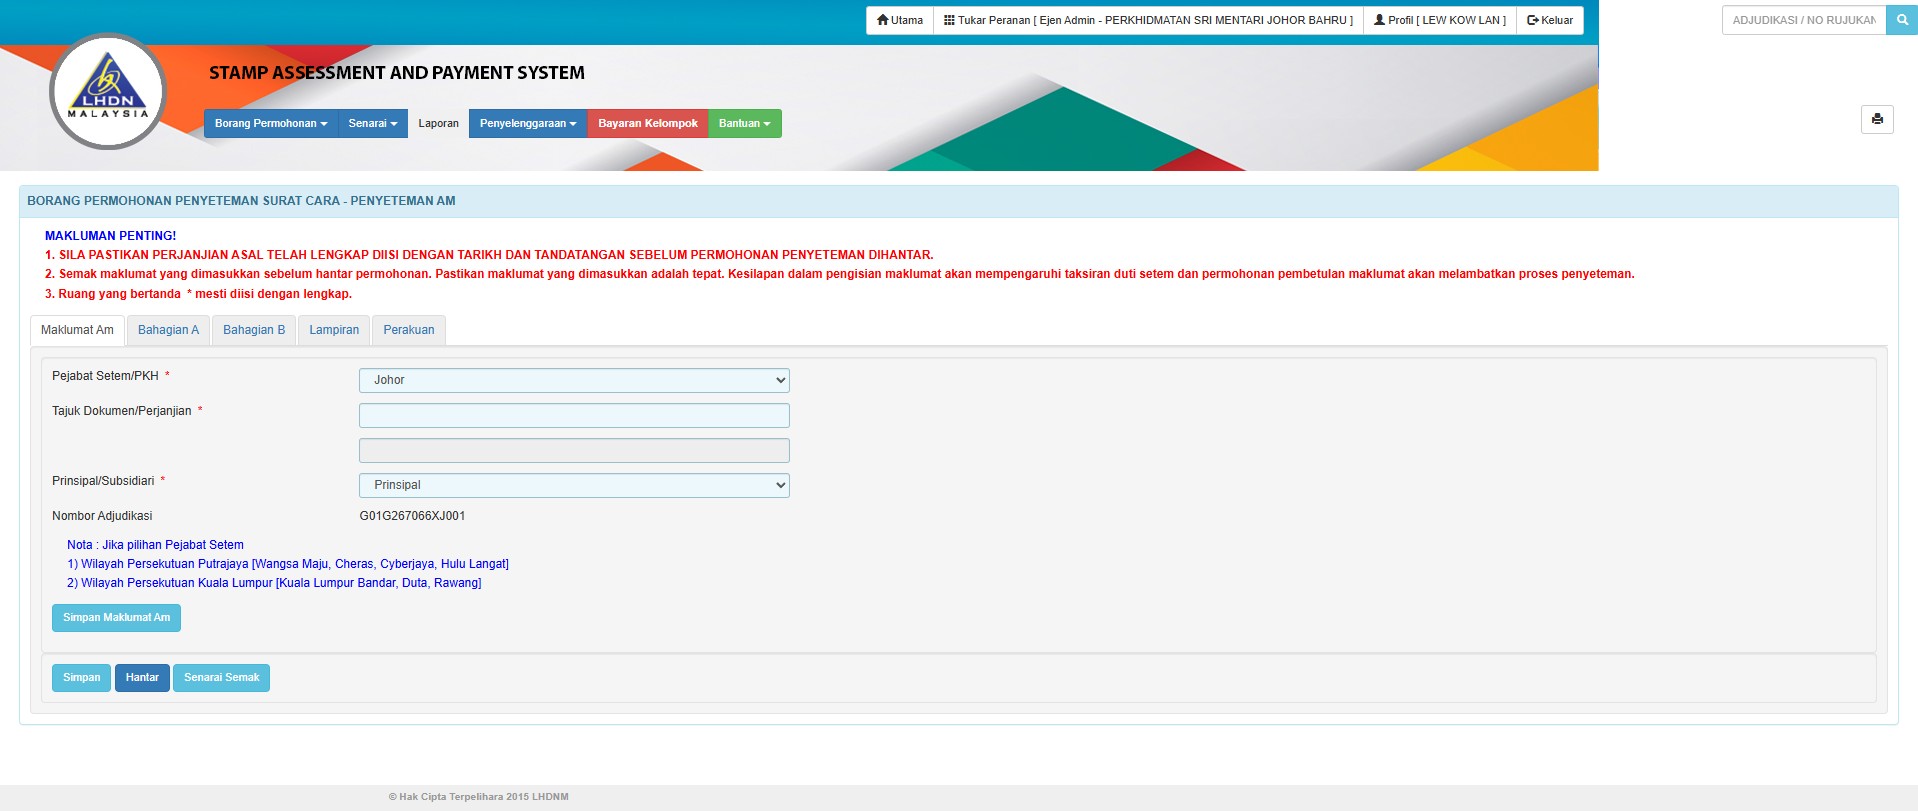 Utama
Tukar Peranan [ Ejen Admin - PERKHIDMATAN SRI MENTARI JOHOR BAHRU ]
Profil [ LEW KOW LAN ]
Keluar
ADJUDIKASI / NO RUJUKAN
LHDN
MALAYSIA
STAMP ASSESSMENT AND PAYMENT SYSTEM
Borang Permohonan
Senarai
Laporan
Penyelenggaraan
Bayaran Kelompok
Bantuan
BORANG PERMOHONAN PENYETEMAN SURAT CARA - PENYETEMAN AM
MAKLUMAN PENTING!
1. SILA PASTIKAN PERJANJIAN ASAL TELAH LENGKAP DIISI DENGAN TARIKH DAN TANDATANGAN SEBELUM PERMOHONAN PENYETEMAN DIHANTAR.
2. Semak maklumat yang dimasukkan sebelum hantar permohonan. Pastikan maklumat yang dimasukkan adalah tepat. Kesilapan dalam pengisian maklumat akan mempengaruhi taksiran duti setem dan permohonan pembetulan maklumat akan melambatkan proses penyeteman.
3. Ruang yang bertanda * mesti diisi dengan lengkap.
Maklumat Am
Bahagian A
Bahagian B
Lampiran
Perakuan
Pejabat Setem/PKH *
Johor
Tajuk Dokumen/Perjanjian *
Prinsipal/Subsidiari *
Prinsipal
Nombor Adjudikasi
G01G267066XJ001
Nota : Jika pilihan Pejabat Setem
1) Wilayah Persekutuan Putrajaya [Wangsa Maju, Cheras, Cyberjaya, Hulu Langat]
2) Wilayah Persekutuan Kuala Lumpur [Kuala Lumpur Bandar, Duta, Rawang]
Simpan Maklumat Am
Simpan
Hantar
Senarai Semak
© Hak Cipta Terpelihara 2015 LHDNM